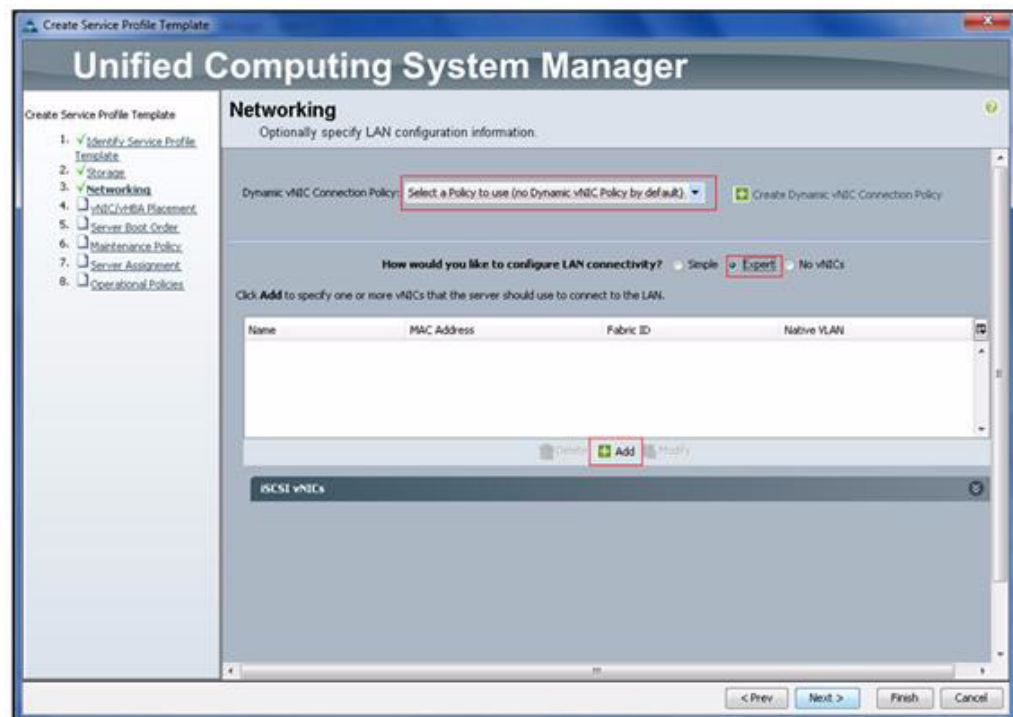 Create Service Profile Template
Unified Computing System Manager
Create Service Profile Template
1. Identify Service Profile
Template
2. Storage
3. Networking
4. vNIC/vHBA Placement
5. Server Boot Order
6. Maintenance Policy
7. Server Assignment
8. Operational Policies
Networking
Optionally specify LAN configuration information.
Dynamic vNIC Connection Policy: Select a Policy to use (no Dynamic vNIC Policy by default) Create Dynamic vNIC Connection Policy
How would you like to configure LAN connectivity? Simple Expert No vNICs
Click Add to specify one or more vNICs that the server should use to connect to the LAN.
Name MAC Address Fabric ID Native VLAN
Delete Add Modify
iSCSI vNICs
< Prev Next > Finish Cancel